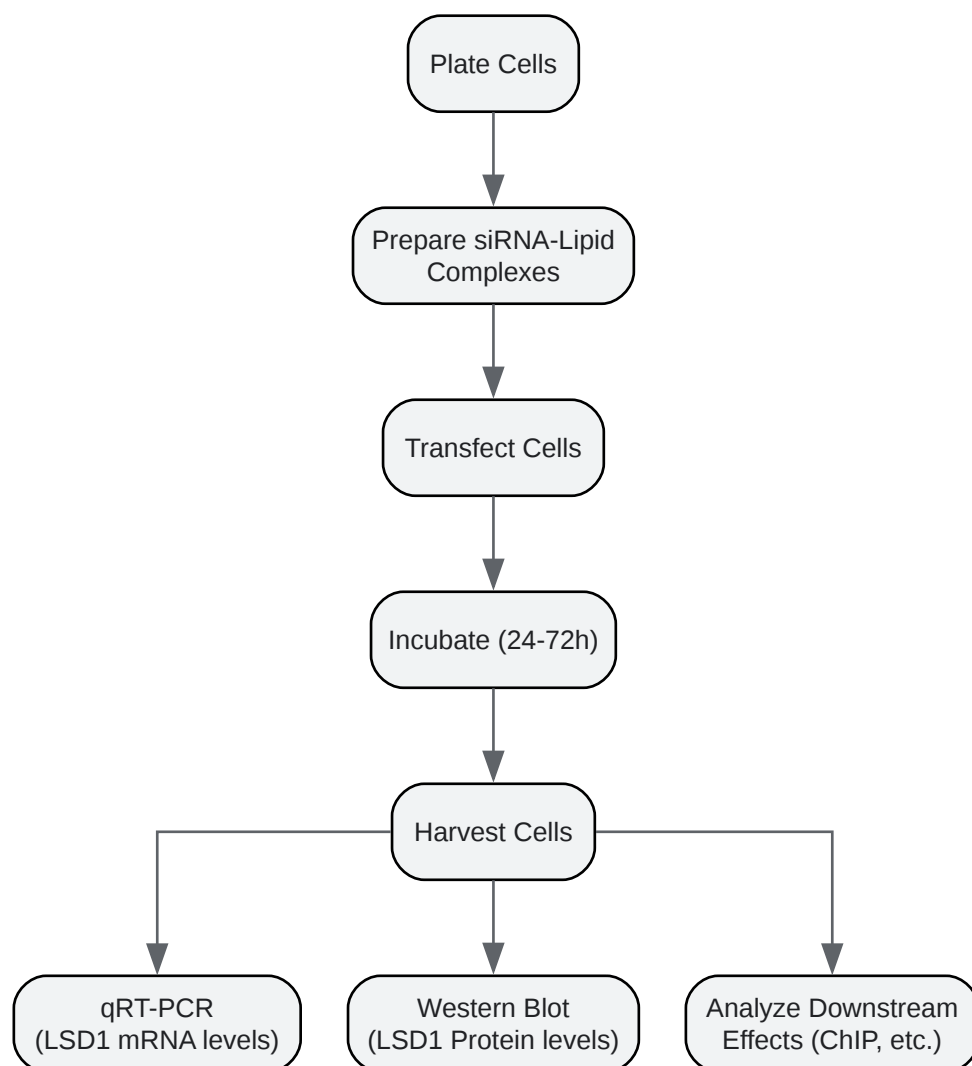 Plate Cells
Prepare siRNA-Lipid
Complexes
Transfect Cells
Incubate (24-72h)
Harvest Cells
qRT-PCR
(LSD1 mRNA levels)
Western Blot
(LSD1 Protein levels)
Analyze Downstream
Effects (ChIP, etc.)